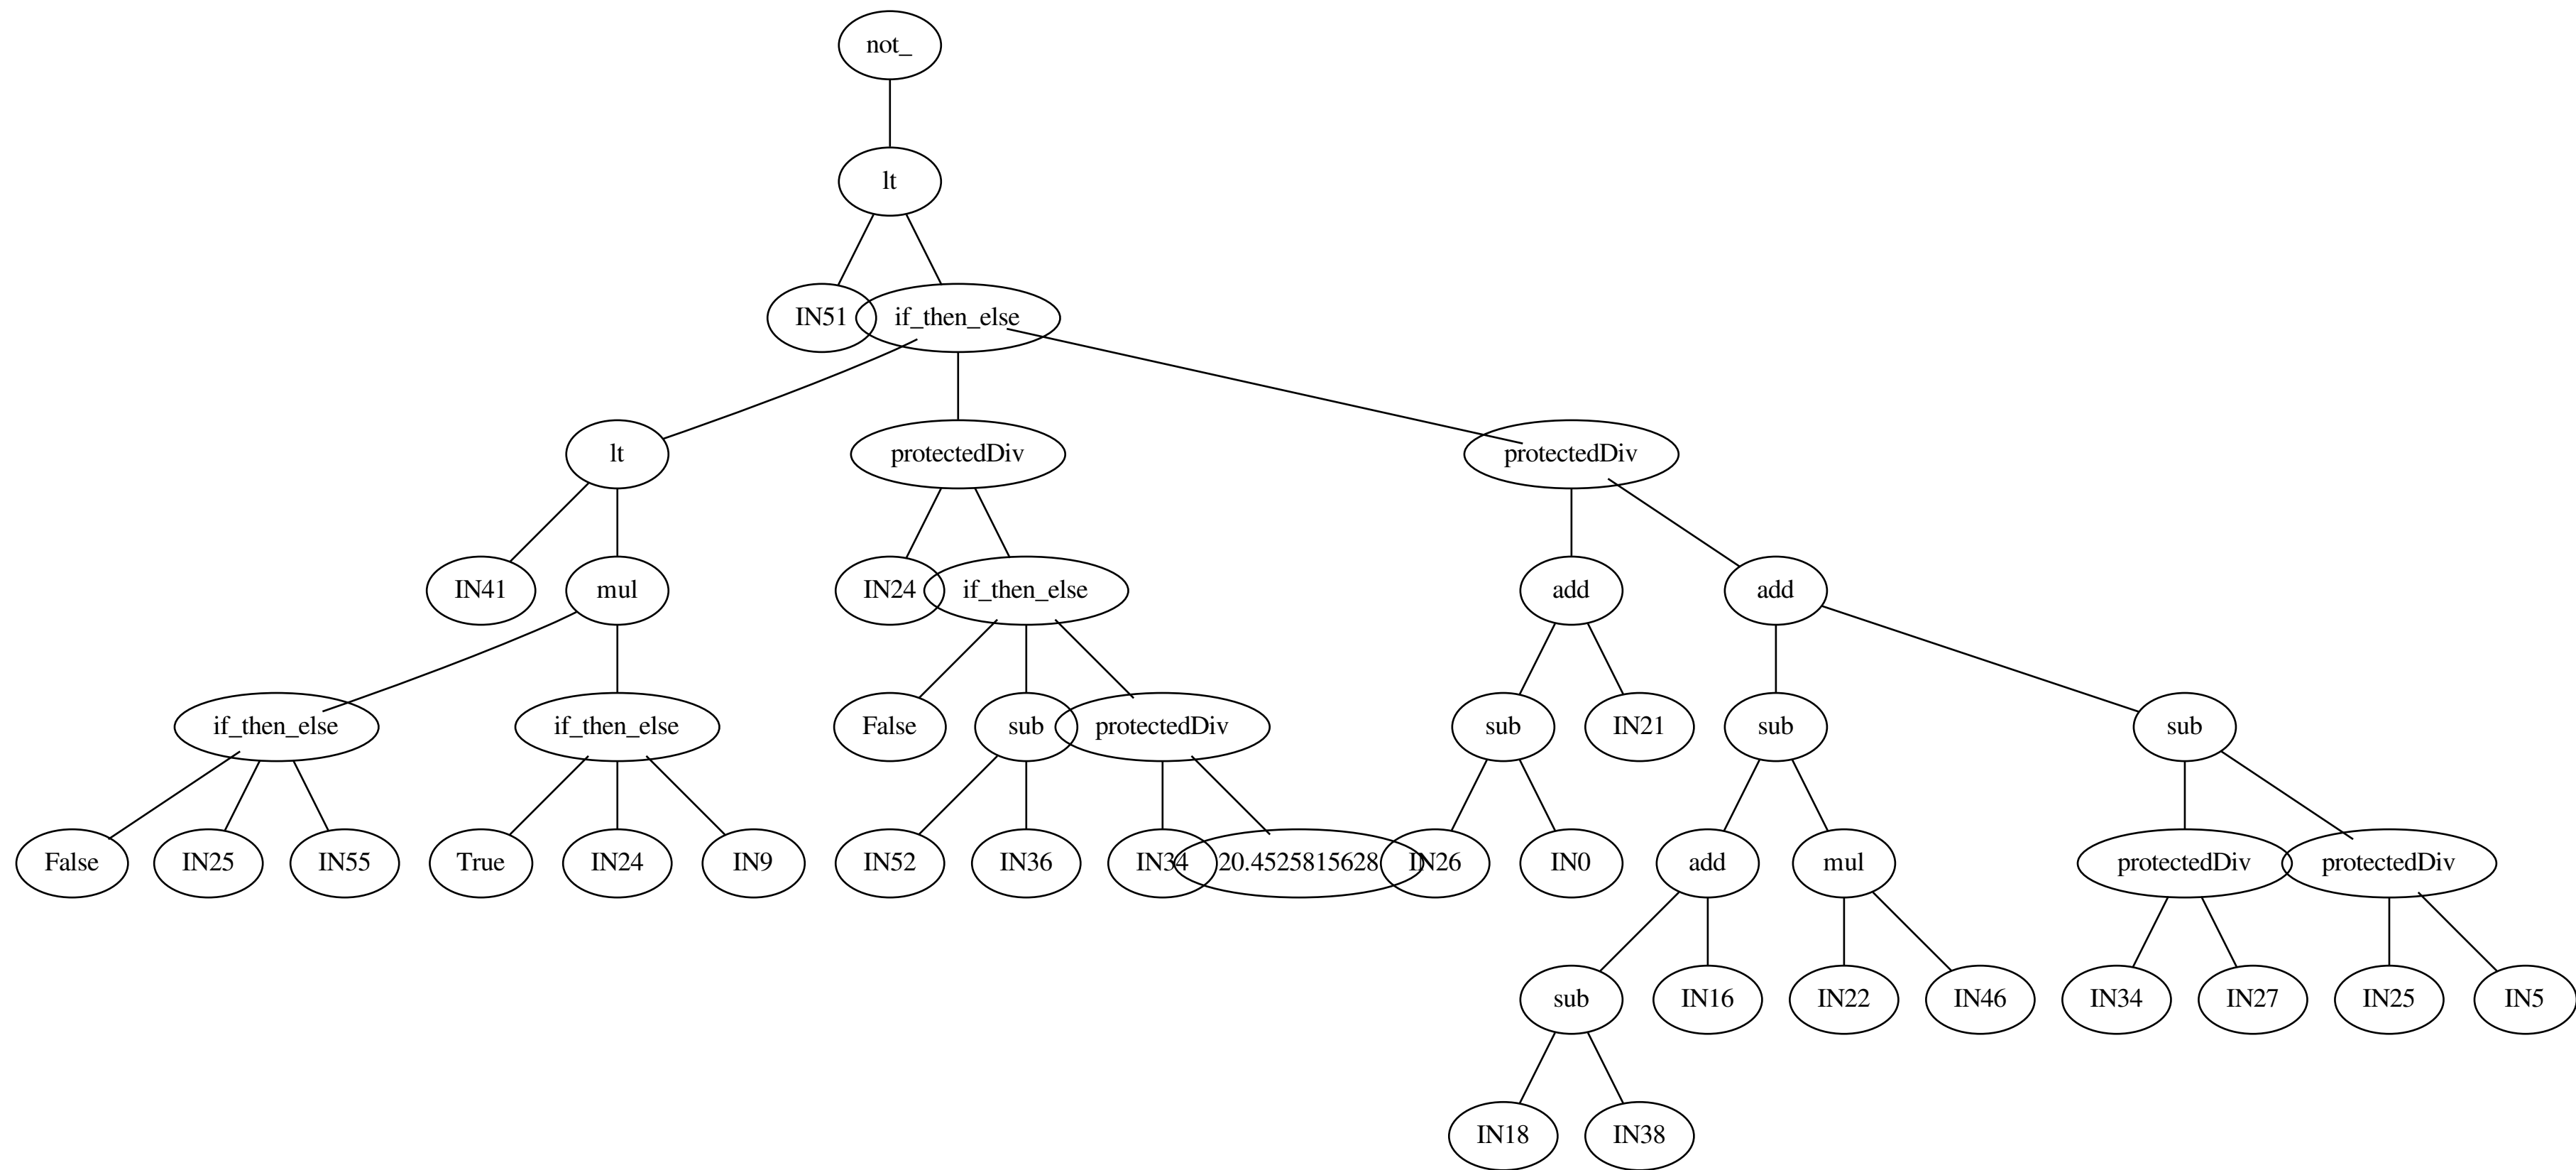 not_
lt
IN51 if_then_else
lt protectedDiv protectedDiv
IN41 mul IN24 if_then_else add add
if_then_else if_then_else False sub protectedDiv sub IN21 sub sub
False IN25 IN55 True IN24 IN9 IN52 IN36 IN34 20.4525815628 IN26 IN0 add mul protectedDiv protectedDiv
sub IN16 IN22 IN46 IN34 IN27 IN25 IN5
IN18 IN38